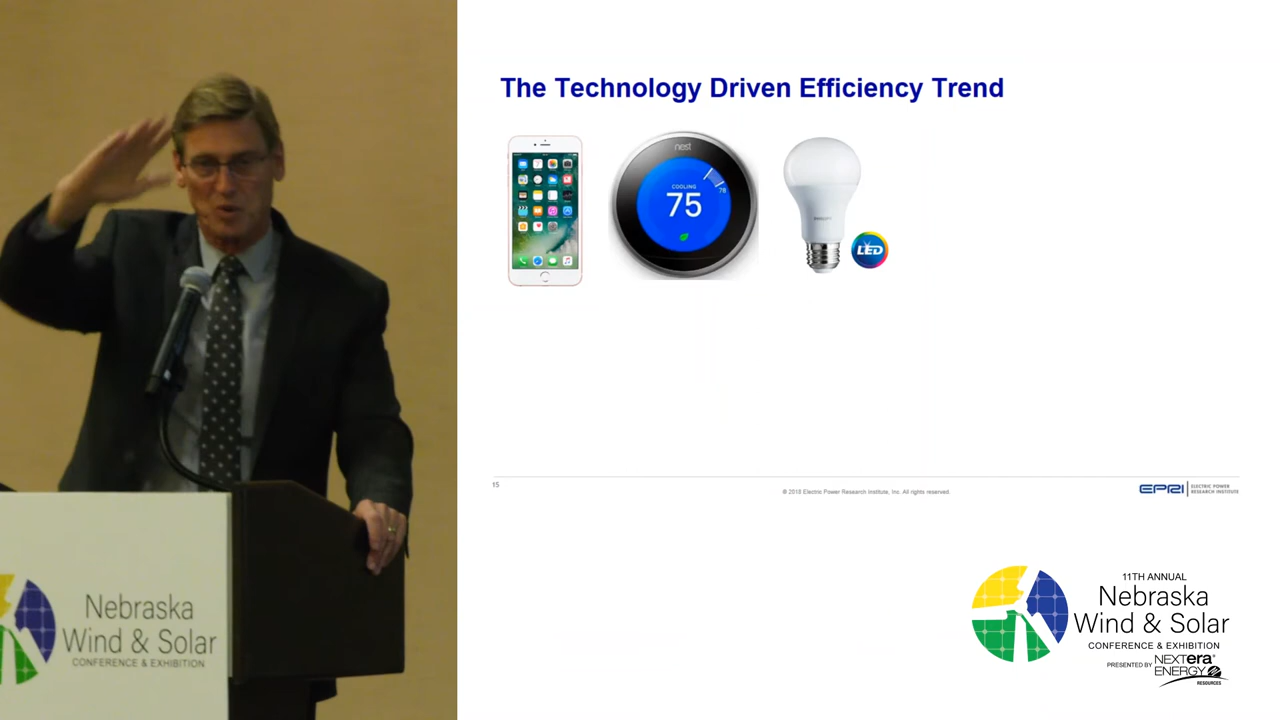 The Technology Driven Efficiency Trend
nest
COOLING
75
78
PHILIPS
LED
15
© 2018 Electric Power Research Institute, Inc. All rights reserved.
EPRI
ELECTRIC POWER
RESEARCH INSTITUTE
Nebraska
Wind & Solar
CONFERENCE & EXHIBITION
11TH ANNUAL
Nebraska
Wind & Solar
CONFERENCE & EXHIBITION
PRESENTED BY
NEXTera
ENERGY
RESOURCES